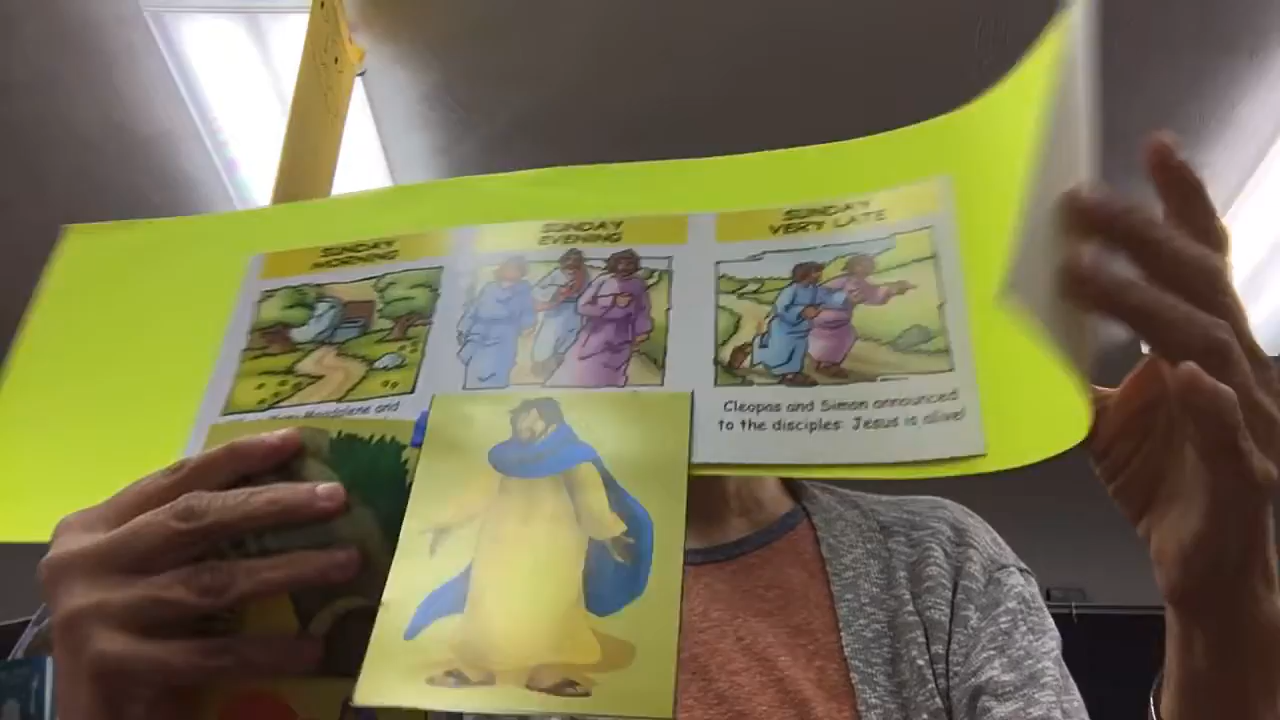 SUNDAY
MORNING
SUNDAY
EVENING
SUNDAY
VERY LATE
Mary Magdalene and
Cleopas and Simon announced
to the disciples: Jesus is alive!